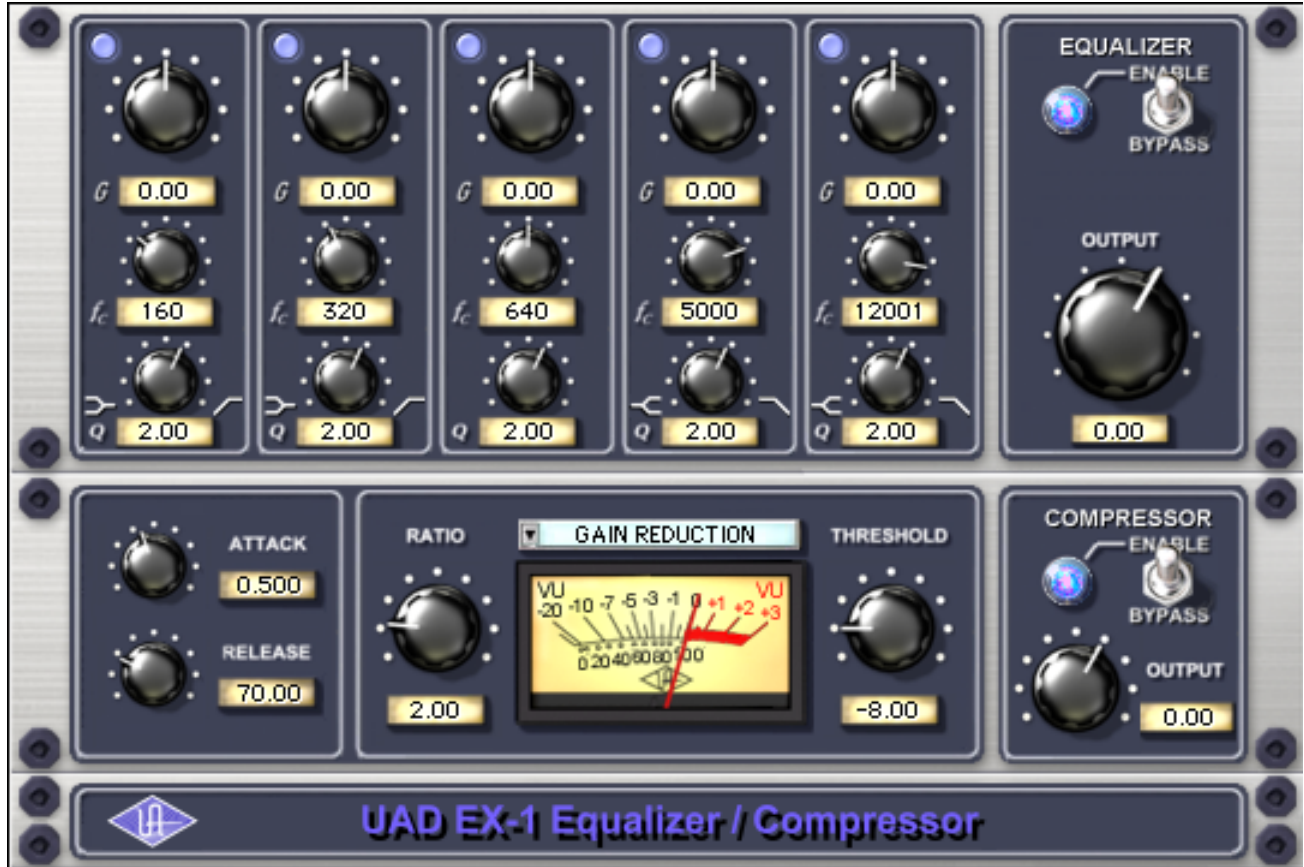 EQUALIZER
ENABLE
BYPASS
G 0.00
G 0.00
G 0.00
G 0.00
G 0.00
OUTPUT
fc 160
fc 320
fc 640
fc 5000
fc 12001
Q 2.00
Q 2.00
Q 2.00
Q 2.00
Q 2.00
0.00
ATTACK
0.500
RELEASE
70.00
RATIO
2.00
GAIN REDUCTION
VU VU
-20 -10 -7 -5 -3 -1 0 +1 +2 +3
0 20 40 60 80 100
UA
THRESHOLD
-8.00
COMPRESSOR
ENABLE
BYPASS
OUTPUT
0.00
UA
UAD EX-1 Equalizer / Compressor